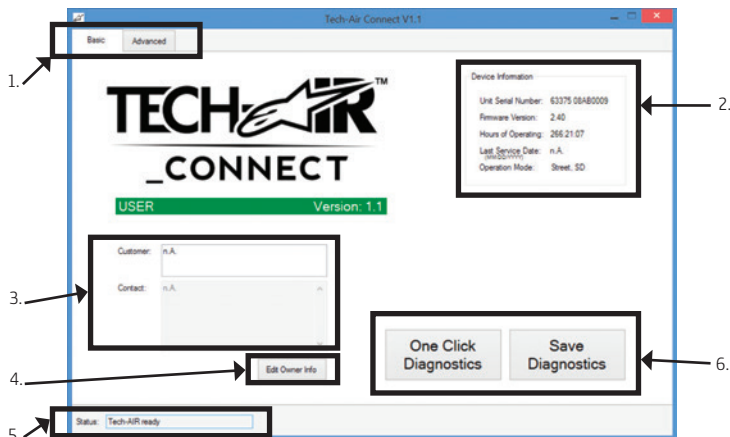 Tech-Air Connect V1.1
Basic Advanced
1.
TECH-AIR™
_CONNECT
USER Version: 1.1
Device Information
Unit Serial Number: 63375 08AB0009
Firmware Version: 2.40
Hours of Operating: 266:21:07
Last Service Date: n.A.
(MM/DD/YYYY)
Operation Mode: Street, SD
2.
Customer: n.A.
Contact: n.A.
3.
Edit Owner Info
4.
One Click
Diagnostics
Save
Diagnostics
6.
Status: Tech-AIR ready
5.